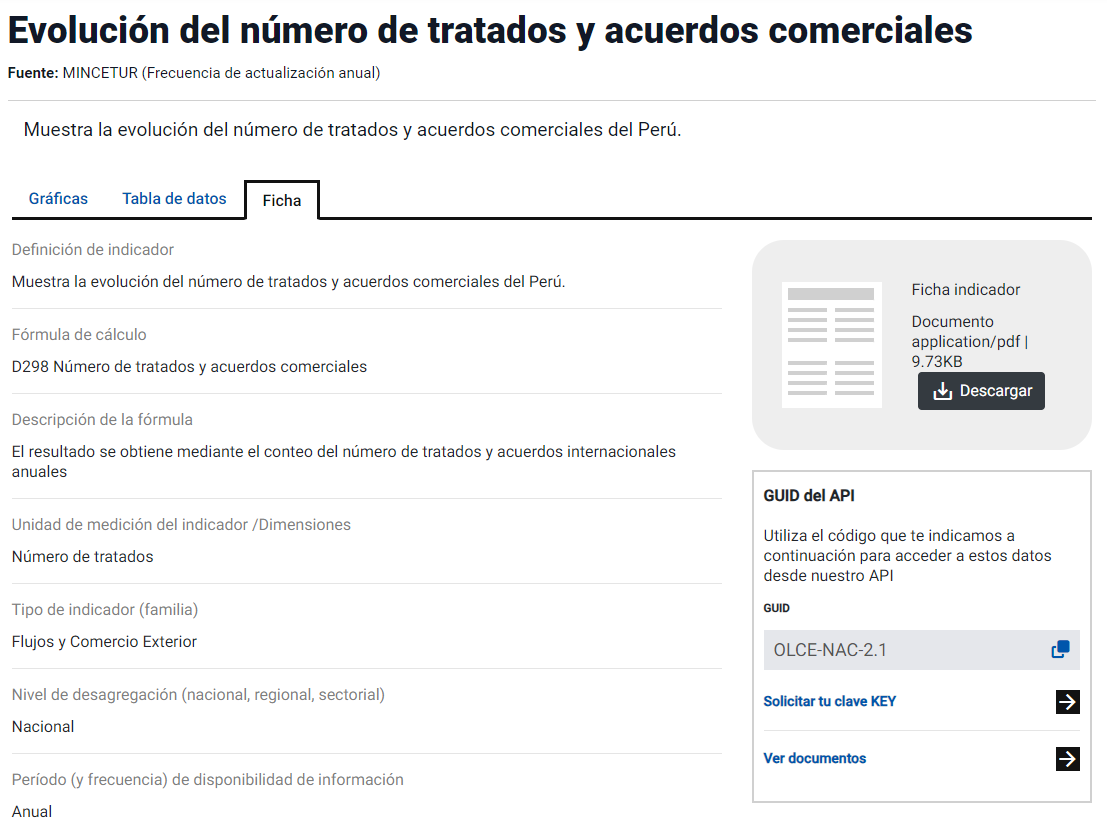 Evolución del número de tratados y acuerdos comerciales
Fuente: MINCETUR (Frecuencia de actualización anual)
Muestra la evolución del número de tratados y acuerdos comerciales del Perú.
Gráficas
Tabla de datos
Ficha
Definición de indicador
Muestra la evolución del número de tratados y acuerdos comerciales del Perú.
Fórmula de cálculo
D298 Número de tratados y acuerdos comerciales
Descripción de la fórmula
El resultado se obtiene mediante el conteo del número de tratados y acuerdos internacionales
anuales
Unidad de medición del indicador /Dimensiones
Número de tratados
Tipo de indicador (familia)
Flujos y Comercio Exterior
Nivel de desagregación (nacional, regional, sectorial)
Nacional
Período (y frecuencia) de disponibilidad de información
Anual
Ficha indicador
Documento
application/pdf |
9.73KB
Descargar
GUID del API
Utiliza el código que te indicamos a
continuación para acceder a estos datos
desde nuestro API
GUID
OLCE-NAC-2.1
Solicitar tu clave KEY
Ver documentos